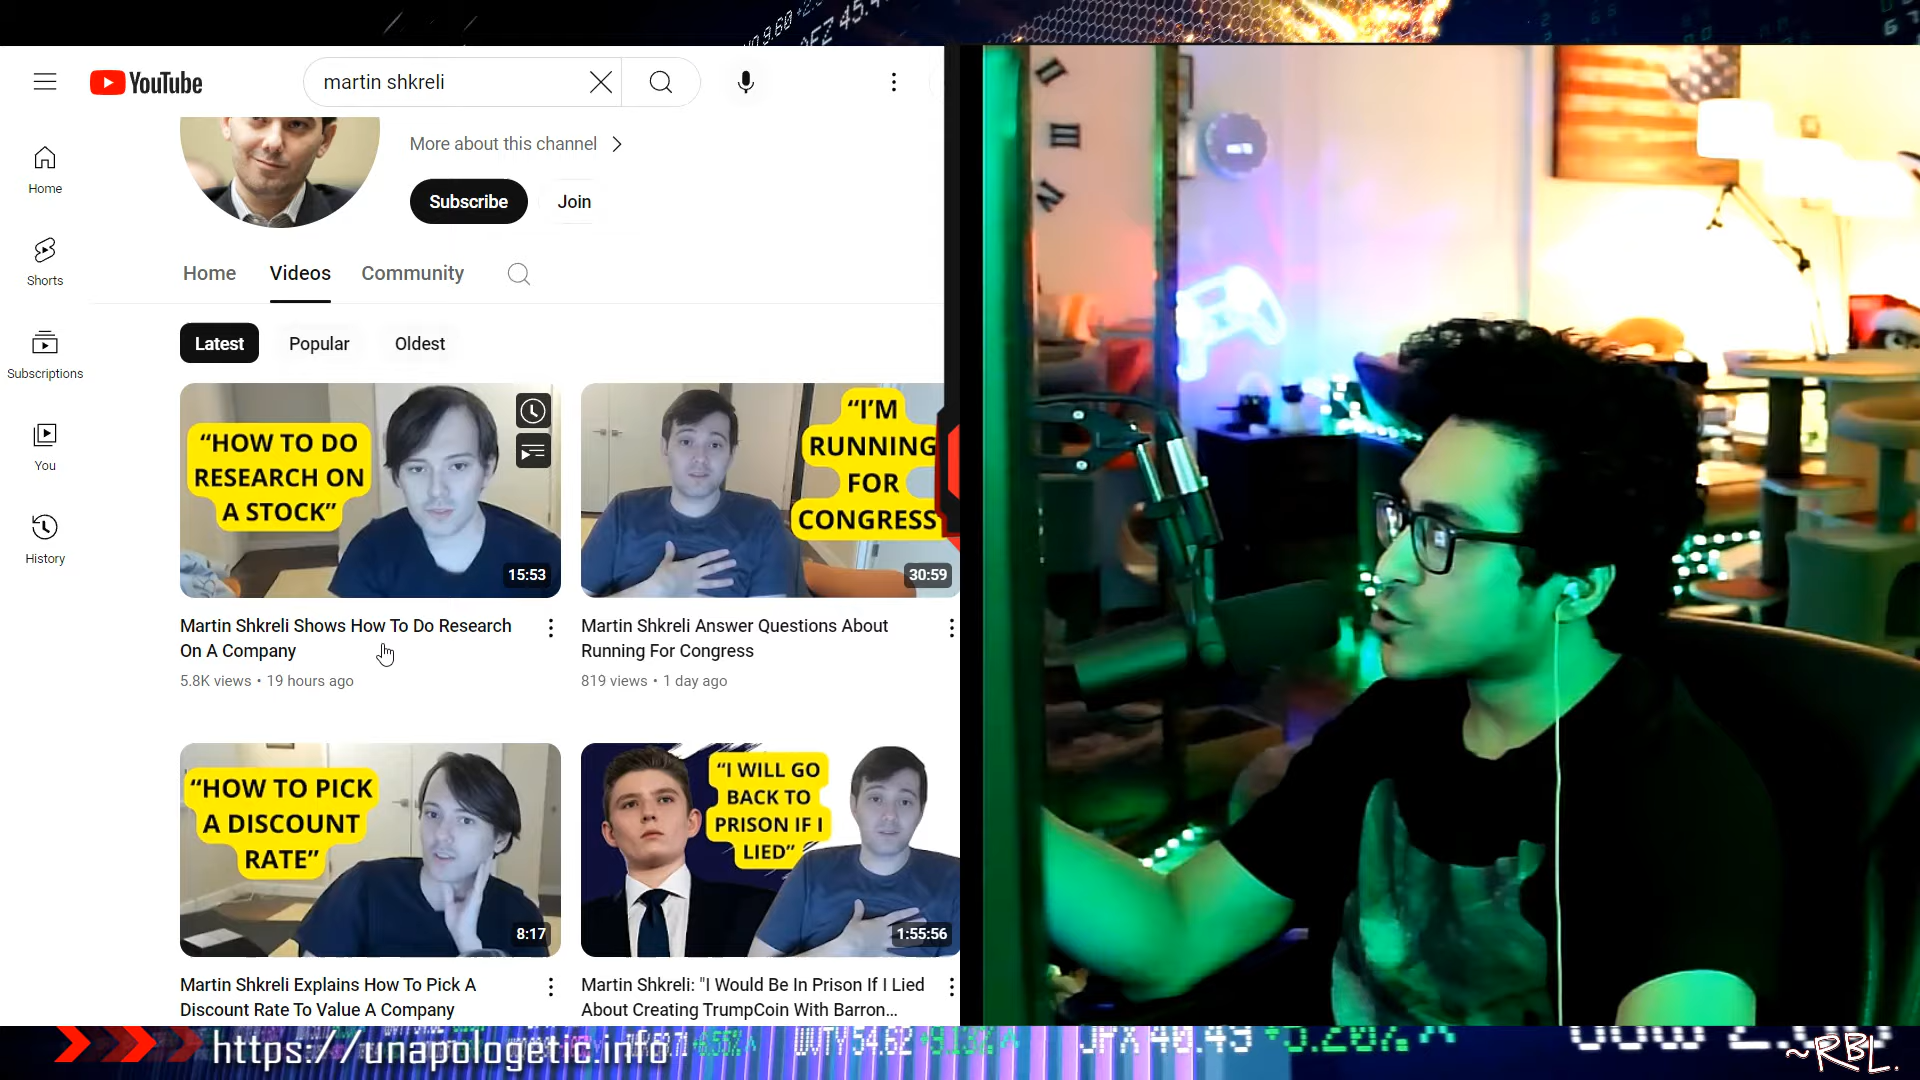 YouTube
martin shkreli
More about this channel
Home
Subscribe
Join
Shorts
Home
Videos
Community
Subscriptions
Latest
Popular
Oldest
"HOW TO DO
RESEARCH ON
A STOCK"
15:53
"I'M
RUNNING
FOR
CONGRESS
30:59
You
History
Martin Shkreli Shows How To Do Research
On A Company
5.8K views • 19 hours ago
Martin Shkreli Answer Questions About
Running For Congress
819 views • 1 day ago
"HOW TO PICK
A DISCOUNT
RATE"
8:17
"I WILL GO
BACK TO
PRISON IF I
LIED"
1:55:56
Martin Shkreli Explains How To Pick A
Discount Rate To Value A Company
Martin Shkreli: "I Would Be In Prison If I Lied
About Creating TrumpCoin With Barron...
https://unapologetic.info
~RBL.